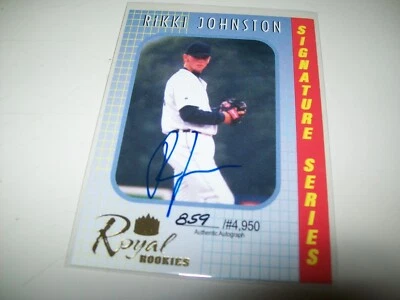 RIKKI JOHNSTON
SIGNATURE SERIES
859 /#4,950
Authentic Autograph
Royal
ROOKIES